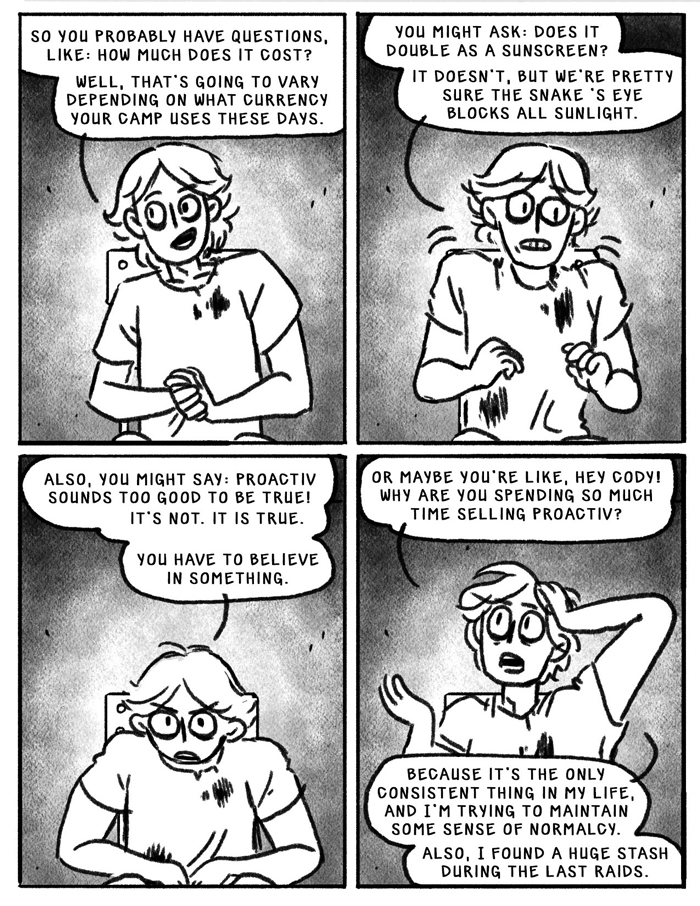 SO YOU PROBABLY HAVE QUESTIONS,
LIKE: HOW MUCH DOES IT COST?
WELL, THAT'S GOING TO VARY
DEPENDING ON WHAT CURRENCY
YOUR CAMP USES THESE DAYS.
YOU MIGHT ASK: DOES IT
DOUBLE AS A SUNSCREEN?
IT DOESN'T, BUT WE'RE PRETTY
SURE THE SNAKE 'S EYE
BLOCKS ALL SUNLIGHT.
ALSO, YOU MIGHT SAY: PROACTIV
SOUNDS TOO GOOD TO BE TRUE!
IT'S NOT. IT IS TRUE.
YOU HAVE TO BELIEVE
IN SOMETHING.
OR MAYBE YOU'RE LIKE, HEY CODY!
WHY ARE YOU SPENDING SO MUCH
TIME SELLING PROACTIV?
BECAUSE IT'S THE ONLY
CONSISTENT THING IN MY LIFE,
AND I'M TRYING TO MAINTAIN
SOME SENSE OF NORMALCY.
ALSO, I FOUND A HUGE STASH
DURING THE LAST RAIDS.